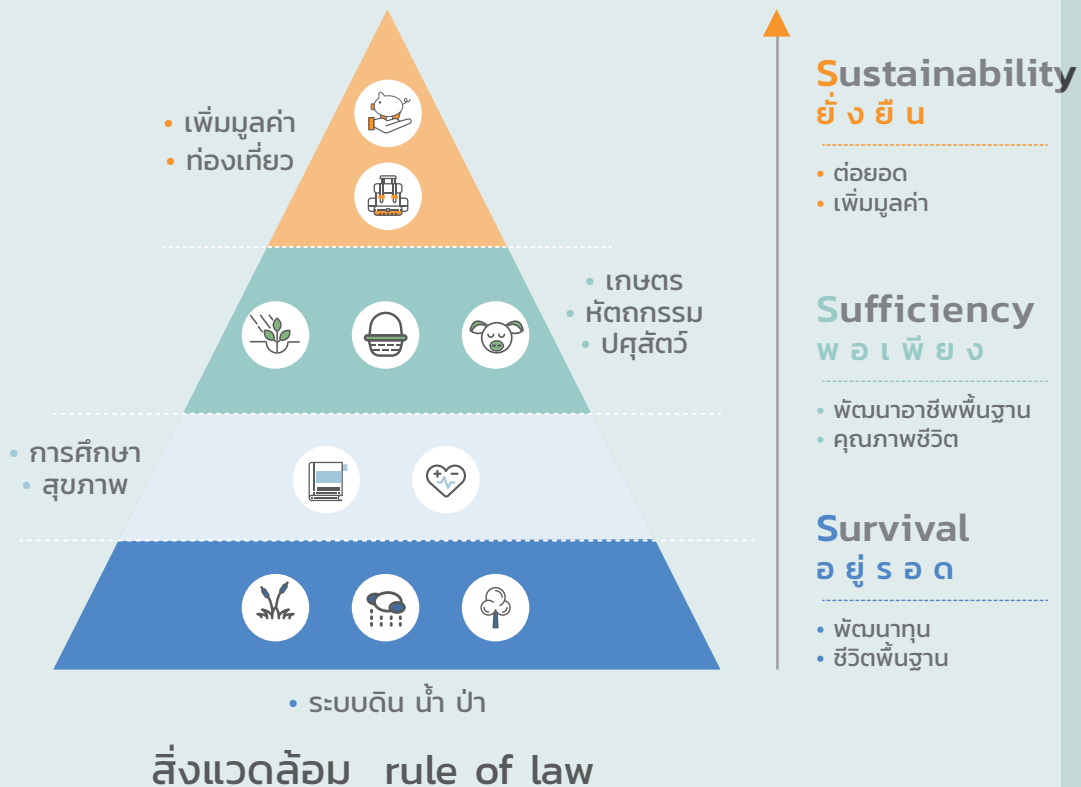 • เพิ่มมูลค่า
• ท่องเที่ยว
Sustainability
ยั่งยืน
• ต่อยอด
• เพิ่มมูลค่า
• เกษตร
• หัตถกรรม
• ปศุสัตว์
Sufficiency
พอเพียง
• พัฒนาอาชีพพื้นฐาน
• คุณภาพชีวิต
• การศึกษา
• สุขภาพ
Survival
อยู่รอด
• พัฒนาทุน
• ชีวิตพื้นฐาน
• ระบบดิน น้ำ ป่า
สิ่งแวดล้อม rule of law